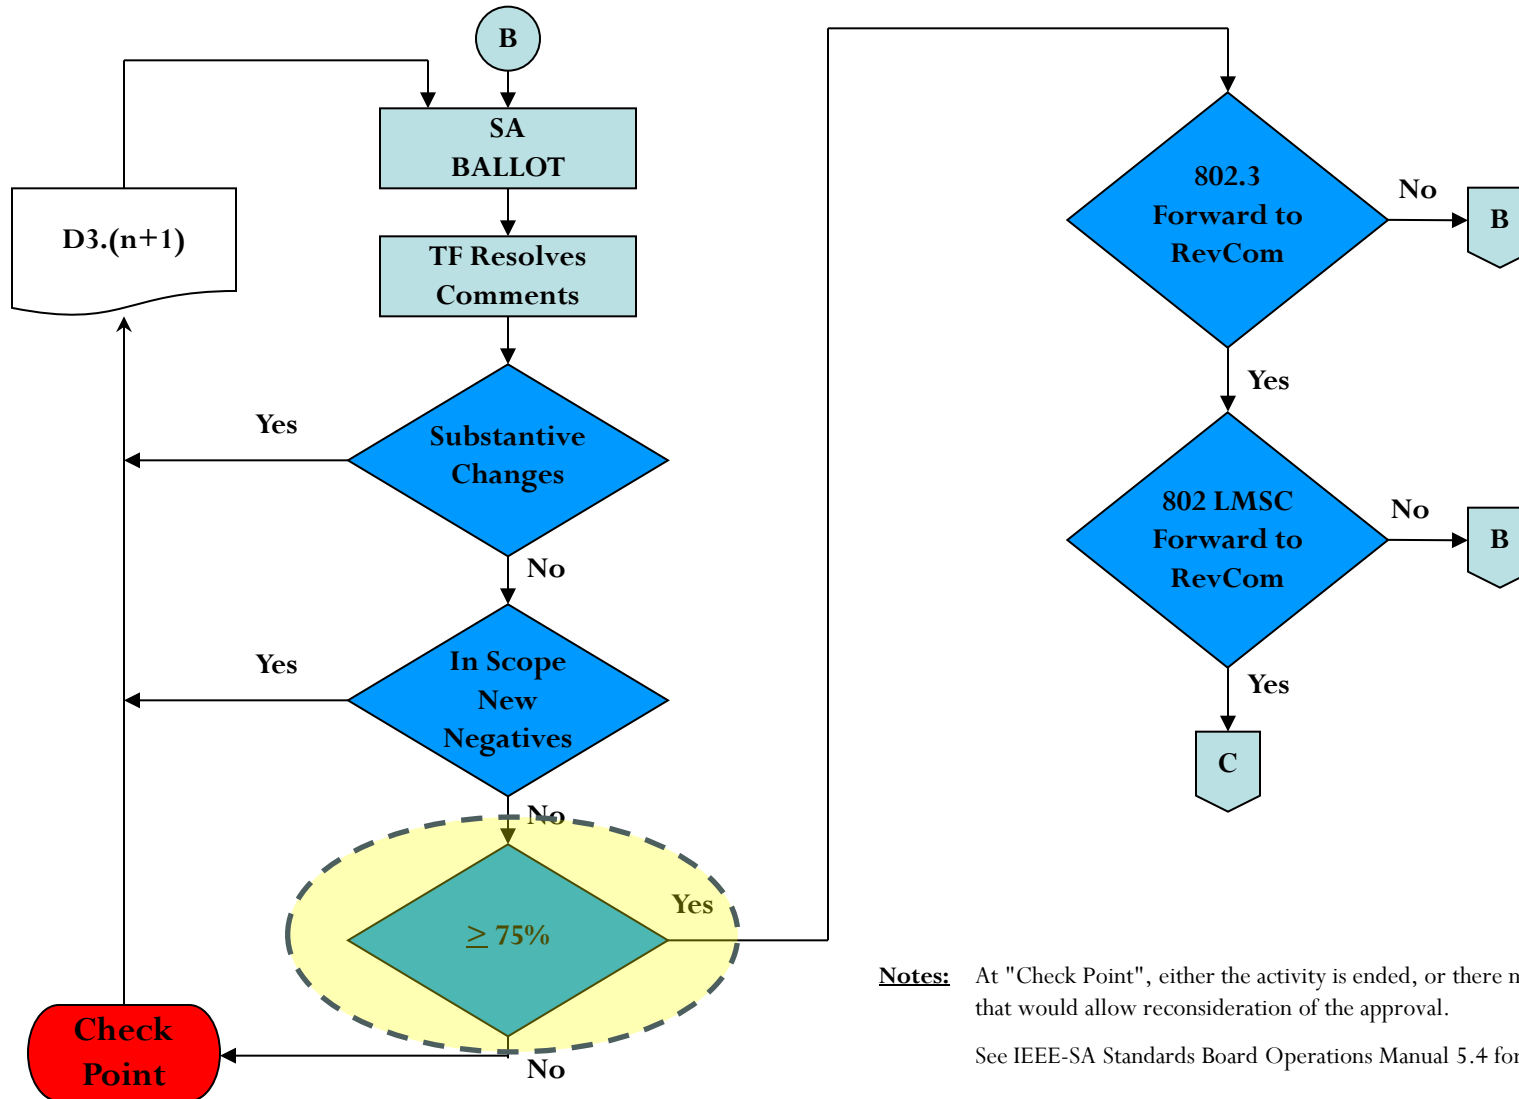 B
SA
BALLOT
D3.(n+1)
TF Resolves
Comments
Yes
Substantive
Changes
No
Yes
In Scope
New
Negatives
No
≥ 75%
Yes
No
Check
Point
802.3
Forward to
RevCom
No
B
Yes
802 LMSC
Forward to
RevCom
No
B
Yes
C
Notes: At "Check Point", either the activity is ended, or there
that would allow reconsideration of the approval.
See IEEE-SA Standards Board Operations Manual 5.4 for